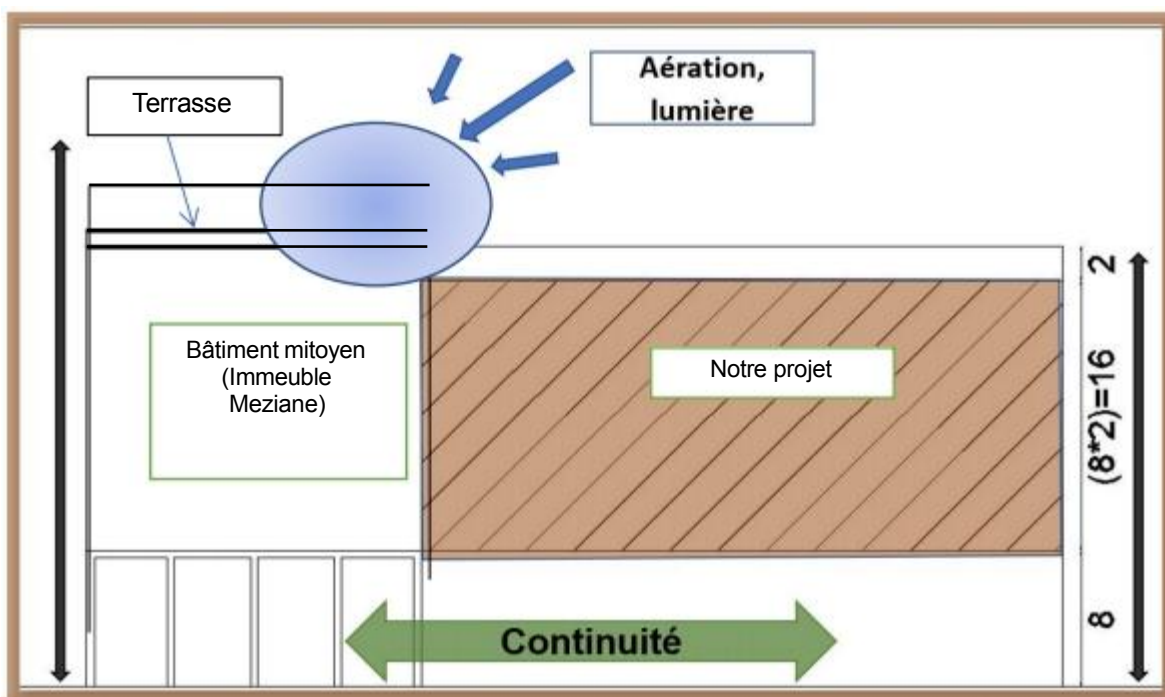 Aération,
lumière
Terrasse
Bâtiment mitoyen
(Immeuble
Meziane)
Notre projet
2
(8*2)=16
8
Continuité